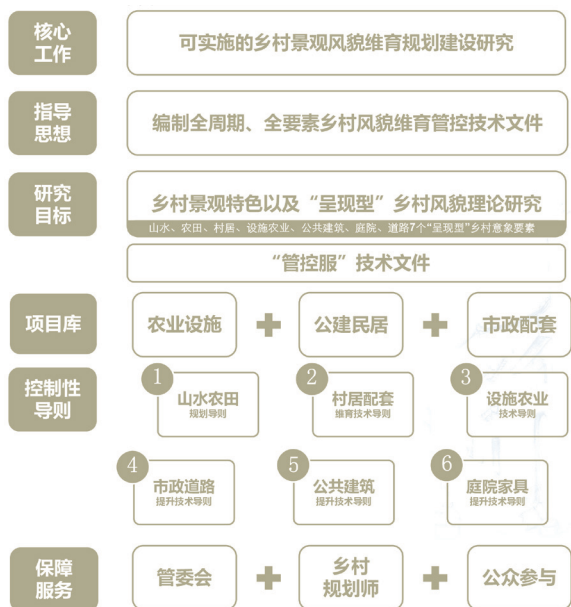 核心
工作
可实施的乡村景观风貌维育规划建设研究
指导
思想
编制全周期、全要素乡村风貌维育管控技术文件
研究
目标
乡村景观特色以及“呈现型”乡村风貌理论研究
山水、农田、村居、设施农业、公共建筑、庭院、道路7个“呈现型”乡村意象要素
“管控服”技术文件
项目库
农业设施 + 公建民居 + 市政配套
控制性
导则
1
山水农田
规划导则
2
村居配套
维育技术导则
3
设施农业
技术导则
4
市政道路
提升技术导则
5
公共建筑
提升技术导则
6
庭院家具
提升技术导则
保障
服务
管委会 + 乡村
规划师 + 公众参与